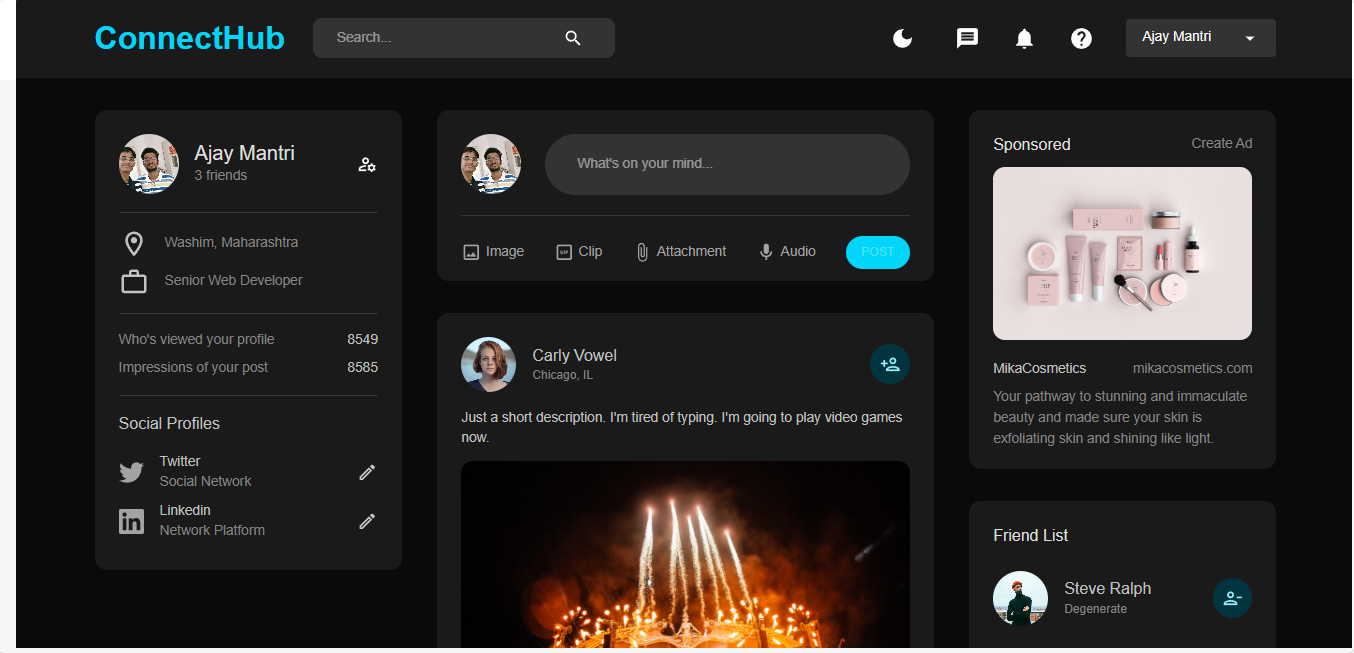 ConnectHub
Search...
Ajay Mantri
Ajay Mantri
3 friends
Washim, Maharashtra
Senior Web Developer
Who's viewed your profile 8549
Impressions of your post 8585
Social Profiles
Twitter
Social Network
Linkedin
Network Platform
What's on your mind...
Image GIF Clip Attachment Audio POST
Carly Vowel
Chicago, IL
Just a short description. I'm tired of typing. I'm going to play video games
now.
Sponsored Create Ad
MikaCosmetics mikacosmetics.com
Your pathway to stunning and immaculate
beauty and made sure your skin is
exfoliating skin and shining like light.
Friend List
Steve Ralph
Degenerate